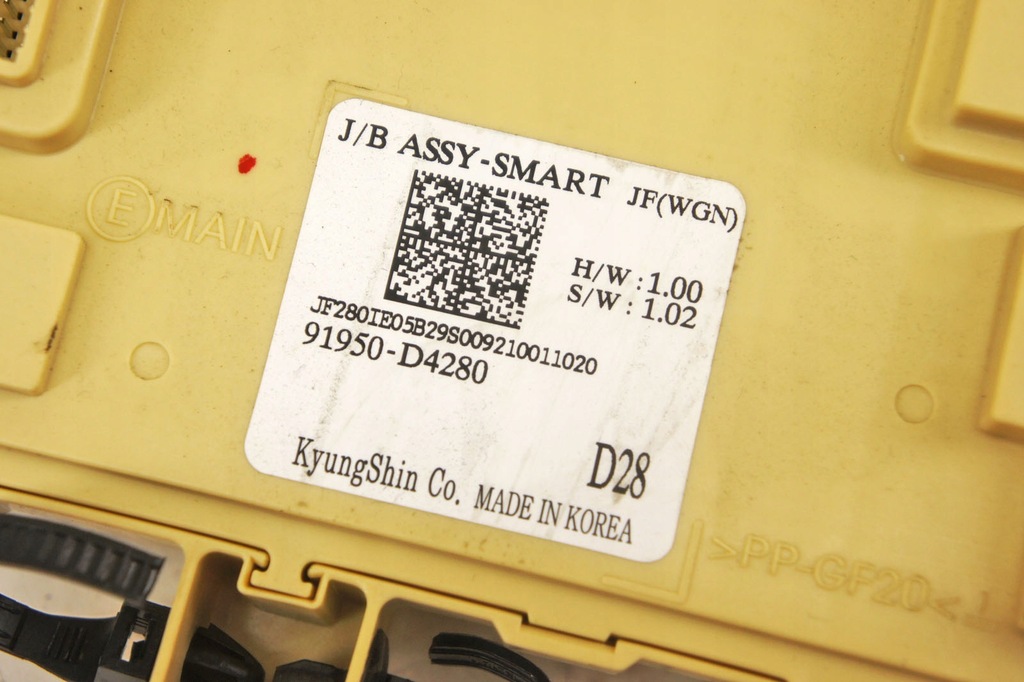 J/B ASSY-SMART JF(WGN)
H/W : 1.00
S/W : 1.02
JF280IE05B29S009210011020
91950-D4280
D28
KyungShin Co. MADE IN KOREA
E MAIN
>PP-GF20<